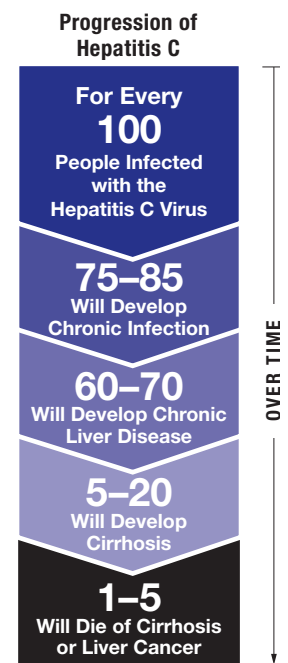 Progression of
Hepatitis C
For Every
100
People Infected
with the
Hepatitis C Virus
75–85
Will Develop
Chronic Infection
60–70
Will Develop Chronic
Liver Disease
5–20
Will Develop
Cirrhosis
1–5
Will Die of Cirrhosis
or Liver Cancer
OVER TIME